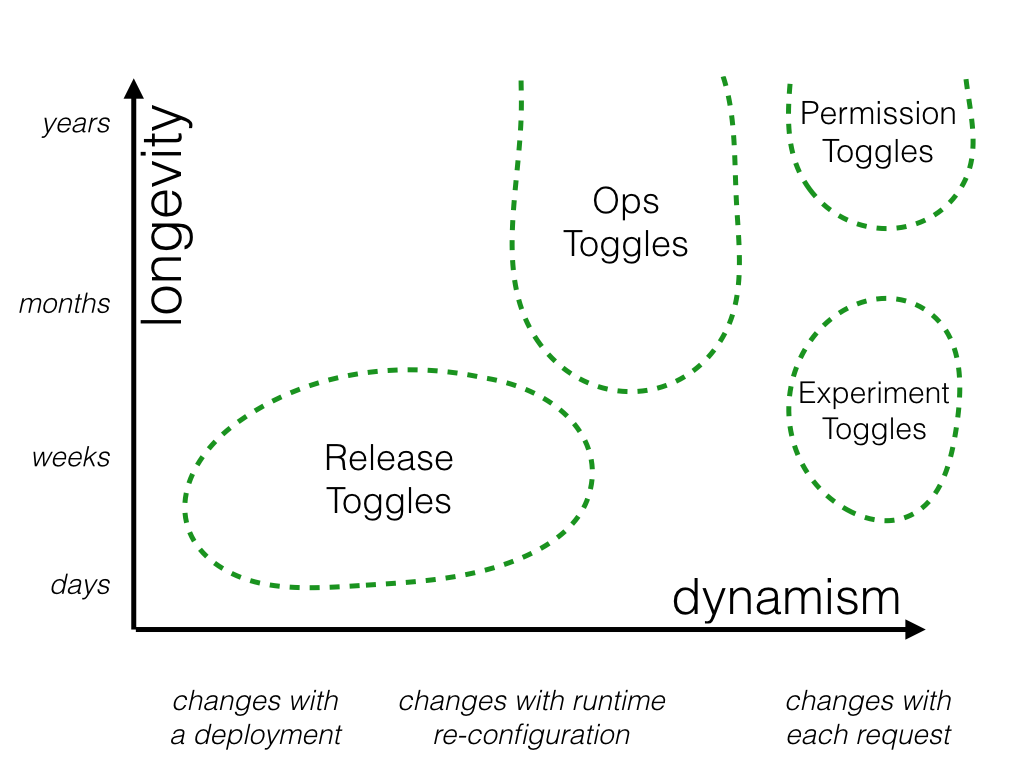 years
longevity
months
weeks
days
Ops
Toggles
Permission
Toggles
Experiment
Toggles
Release
Toggles
dynamism
changes with
a deployment
changes with runtime
re-configuration
changes with
each request